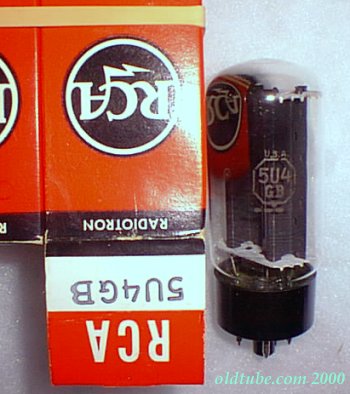 RCA
RCA
RADIOTRON
5U4GB
RCA
U.S.A
5U4
GB
oldtube.com 2000